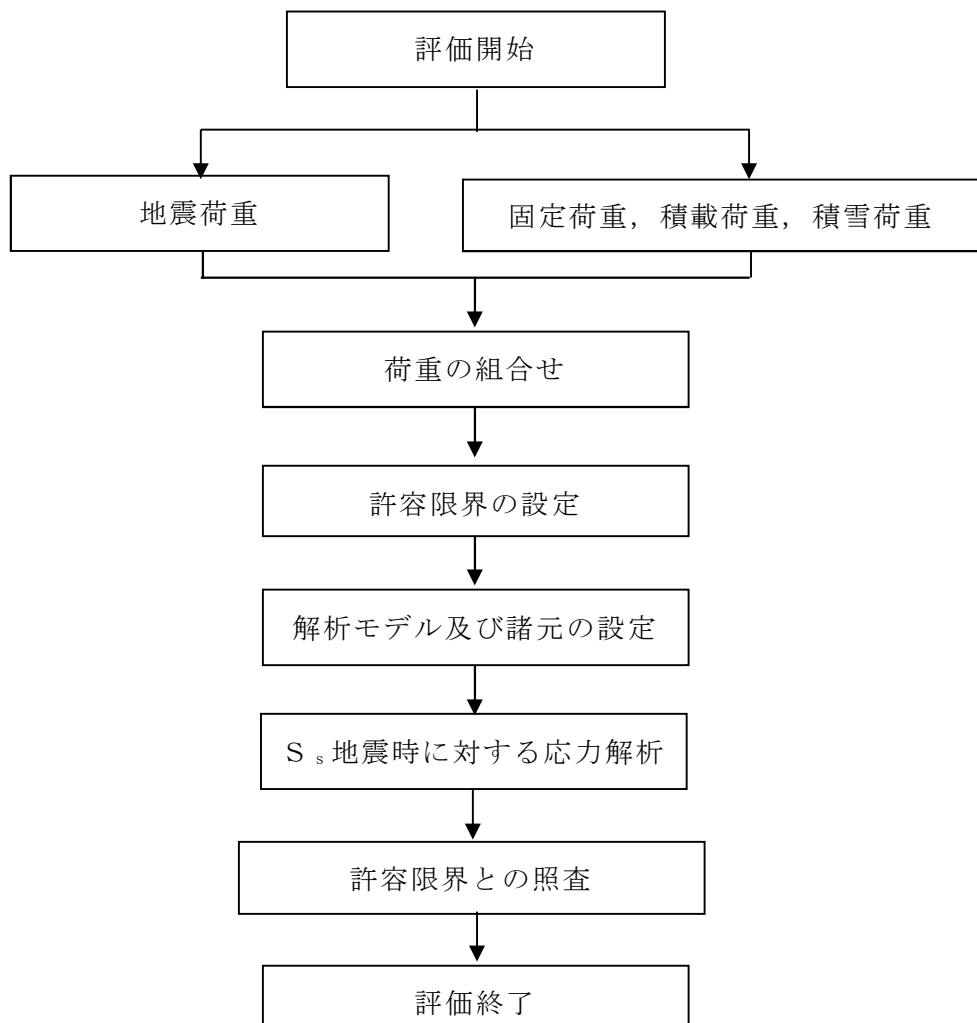 評価開始
地震荷重
固定荷重，積載荷重，積雪荷重
荷重の組合せ
許容限界の設定
解析モデル及び諸元の設定
Ｓｓ地震時に対する応力解析
許容限界との照査
評価終了